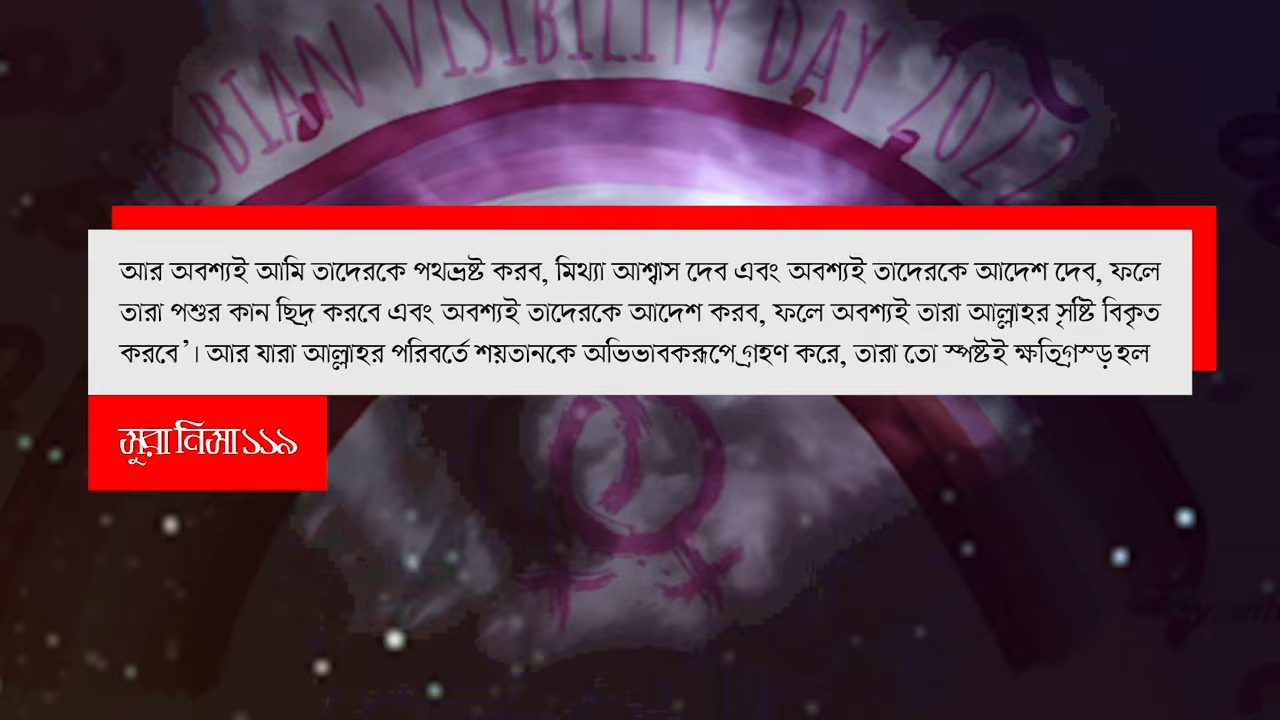 LESBIAN VISIBILITY DAY 2022
আর অবশ্যই আমি তাদেরকে পথভ্রষ্ট করব, মিথ্যা আশ্বাস দেব এবং অবশ্যই তাদেরকে আদেশ দেব, ফলে
তারা পশুর কান ছিদ্র করবে এবং অবশ্যই তাদেরকে আদেশ করব, ফলে অবশ্যই তারা আল্লাহর সৃষ্টি বিকৃত
করবে’। আর যারা আল্লাহর পরিবর্তে শয়তানকে অভিভাবকরূপে গ্রহণ করে, তারা তো স্পষ্টই ক্ষতিগ্রস্ড় হল
সূরা নিসা ১১৯